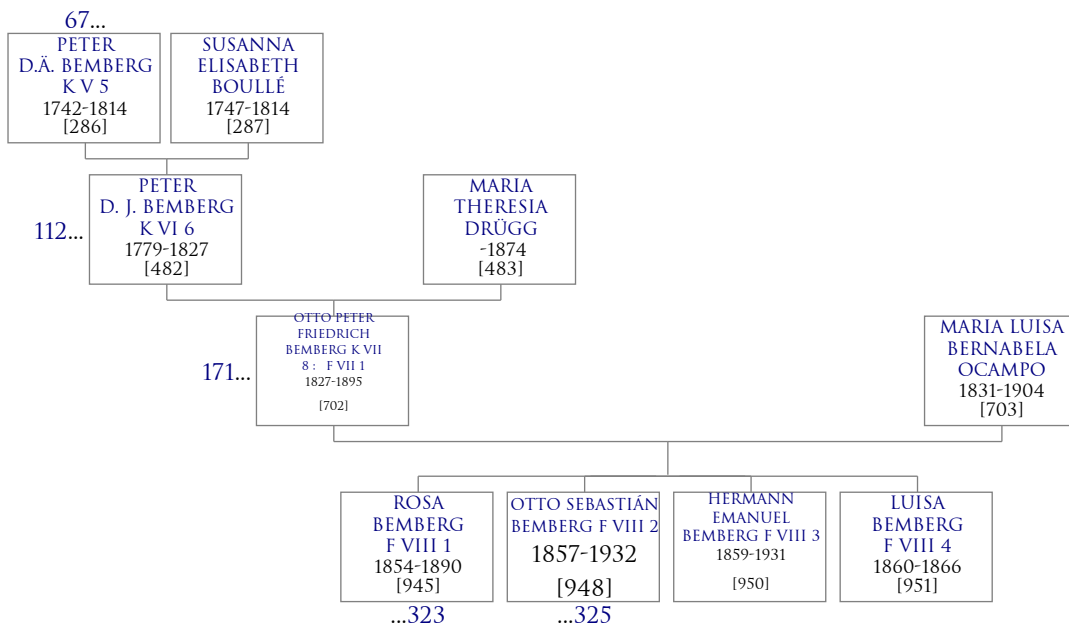 67...
PETER
D.Ä. BEMBERG
K V 5
1742-1814
[286]
SUSANNA
ELISABETH
BOULLÉ
1747-1814
[287]
PETER
D. J. BEMBERG
K VI 6
1779-1827
[482]
112...
MARIA
THERESIA
DRÜGG
-1874
[483]
OTTO PETER
FRIEDRICH
BEMBERG K VII
8 : F VII 1
1827-1895
[702]
171...
MARIA LUISA
BERNABELA
OCAMPO
1831-1904
[703]
ROSA
BEMBERG
F VIII 1
1854-1890
[945]
...323
OTTO SEBASTIÁN
BEMBERG F VIII 2
1857-1932
[948]
...325
HERMANN
EMANUEL
BEMBERG F VIII 3
1859-1931
[950]
LUISA
BEMBERG
F VIII 4
1860-1866
[951]